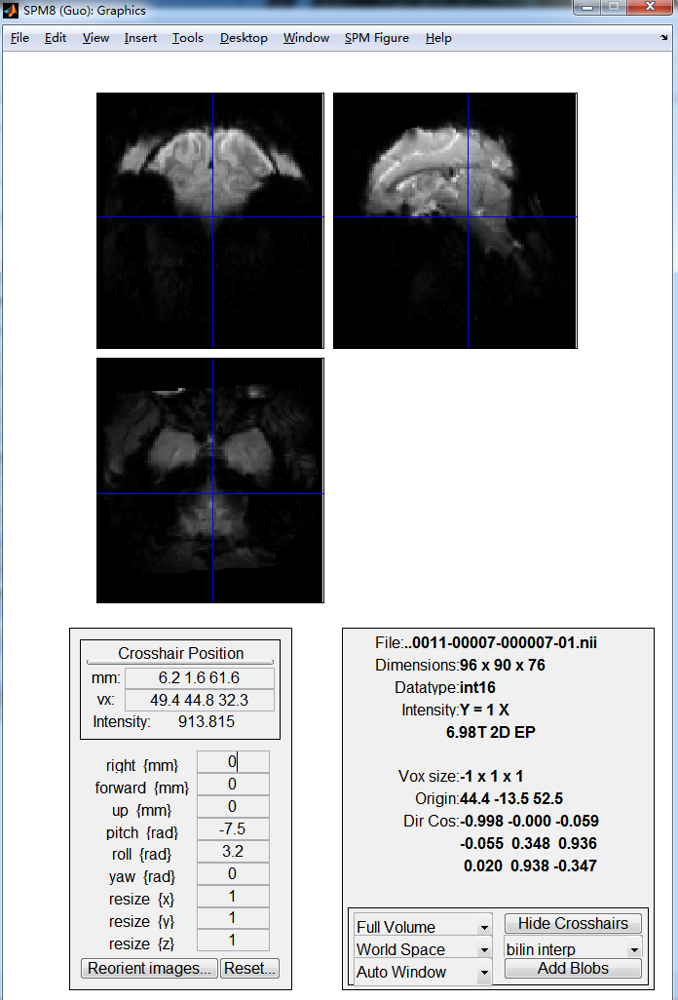 SPM8 (Guo): Graphics
File Edit View Insert Tools Desktop Window SPM Figure Help
Crosshair Position
mm: 6.2 1.6 61.6
vx: 49.4 44.8 32.3
Intensity: 913.815
right {mm} 0
forward {mm} 0
up {mm} 0
pitch {rad} -7.5
roll {rad} 3.2
yaw {rad} 0
resize {x} 1
resize {y} 1
resize {z} 1
Reorient images... Reset...
File:..0011-00007-000007-01.nii
Dimensions:96 x 90 x 76
Datatype:int16
Intensity:Y = 1 X
6.98T 2D EP
Vox size:-1 x 1 x 1
Origin:44.4 -13.5 52.5
Dir Cos:-0.998 -0.000 -0.059
-0.055 0.348 0.936
0.020 0.938 -0.347
Full Volume Hide Crosshairs
World Space bilin interp
Auto Window Add Blobs